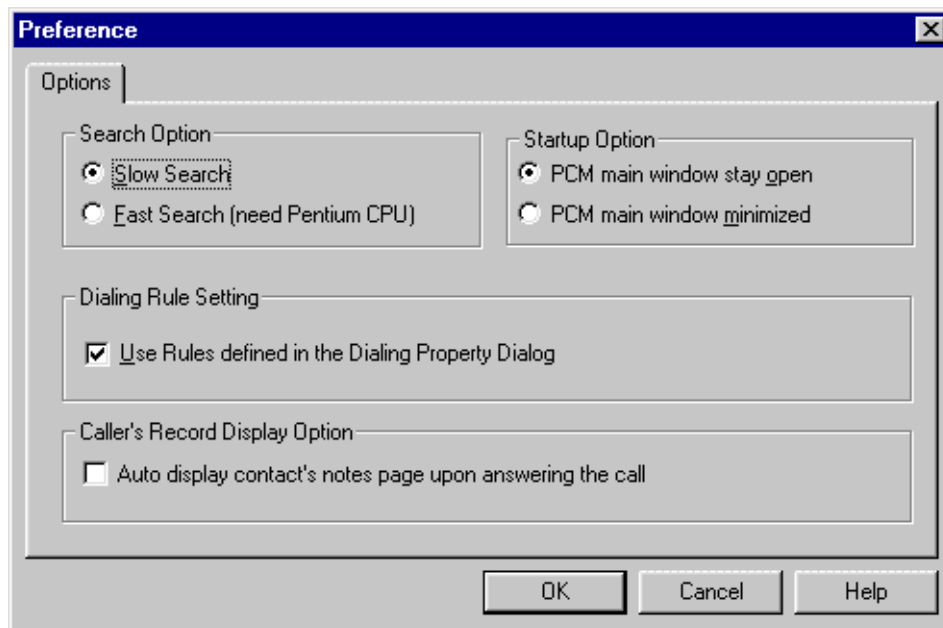 Preference
Options
Search Option
Slow Search
Fast Search (need Pentium CPU)
Startup Option
PCM main window stay open
PCM main window minimized
Dialing Rule Setting
Use Rules defined in the Dialing Property Dialog
Caller's Record Display Option
Auto display contact's notes page upon answering the call
OK
Cancel
Help